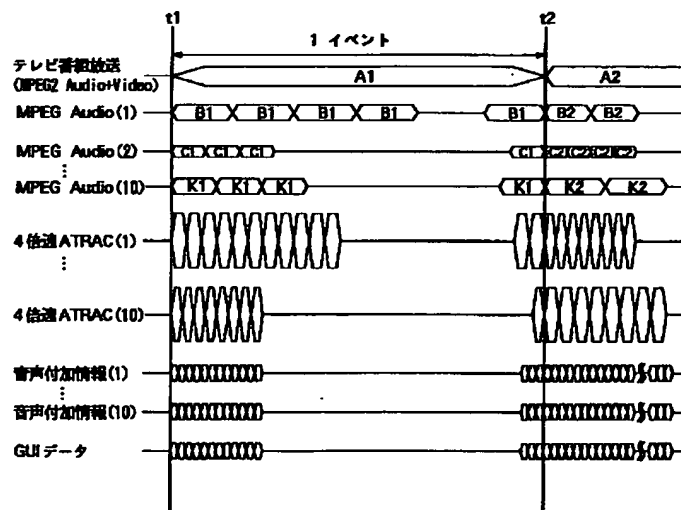 t1 t2
1 イベント
テレビ番組放送
(MPEG2 Audio+Video) A1 A2
MPEG Audio(1) B1 B1 B1 B1 B1 B2 B2
MPEG Audio(2) C1 C1 C1 C1 C2 C2 C2 C2
⋮
MPEG Audio(10) K1 K1 K1 K1 K2 K2
4倍速ATRAC(1)
⋮
4倍速ATRAC(10)
音声付加情報(1)
⋮
音声付加情報(10)
GUIデータ